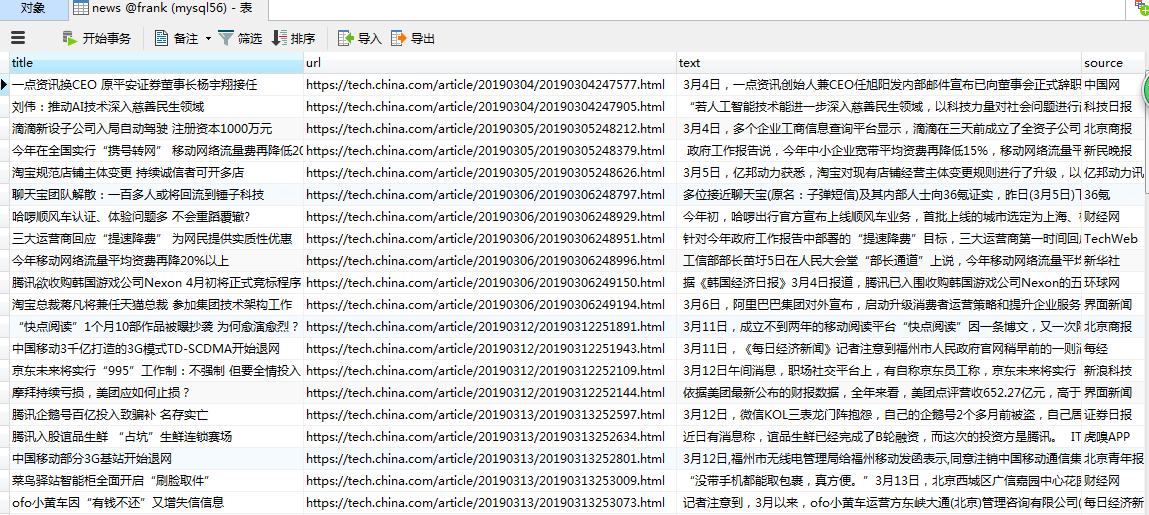 对象 news @frank (mysql56) - 表
开始事务 备注 筛选 排序 导入 导出
title url text source
一点资讯换CEO 原平安证券董事长杨宇翔接任 https://tech.china.com/article/20190304/20190304247577.html 3月4日，一点资讯创始人兼CEO任旭阳发内部邮件宣布已向董事会正式辞职 中国网
刘伟：推动AI技术深入慈善民生领域 https://tech.china.com/article/20190304/20190304247905.html “若人工智能技术能进一步深入慈善民生领域，以科技力量对社会问题进行 科技日报
滴滴新设子公司入局自动驾驶 注册资本1000万元 https://tech.china.com/article/20190305/20190305248212.html 3月4日，多个企业工商信息查询平台显示，滴滴在三天前成立了全资子公司 北京商报
今年在全国实行“携号转网” 移动网络流量费再降低20 https://tech.china.com/article/20190305/20190305248379.html 政府工作报告说，今年中小企业宽带平均资费再降低15%，移动网络流量平 新民晚报
淘宝规范店铺主体变更 持续诚信者可开多店 https://tech.china.com/article/20190305/20190305248626.html 3月5日，亿邦动力获悉，淘宝对现有店铺经营主体变更规则进行了升级，以 亿邦动力讯
聊天宝团队解散：一百多人或将回流到锤子科技 https://tech.china.com/article/20190306/20190306248797.html 多位接近聊天宝(原名：子弹短信)及其内部人士向36氪证实，昨日(3月5日)下 36氪
哈啰顺风车认证、体验问题多 不会重蹈覆辙? https://tech.china.com/article/20190306/20190306248929.html 今年初，哈啰出行官方宣布上线顺风车业务，首批上线的城市选定为上海、 财经网
三大运营商回应“提速降费” 为网民提供实质性优惠 https://tech.china.com/article/20190306/20190306248951.html 针对今年政府工作报告中部署的“提速降费”目标，三大运营商第一时间回应 TechWeb
今年移动网络流量平均资费再降20%以上 https://tech.china.com/article/20190306/20190306248996.html 工信部部长苗圩5日在人民大会堂“部长通道”上说，今年移动网络流量平均 新华社
腾讯欲收购韩国游戏公司Nexon 4月初将正式竞标程序 https://tech.china.com/article/20190306/20190306249150.html 据《韩国经济日报》3月4日报道，腾讯已入围收购韩国游戏公司Nexon的五 环球网
淘宝总裁蒋凡将兼任天猫总裁 参加集团技术架构工作 https://tech.china.com/article/20190306/20190306249194.html 3月6日，阿里巴巴集团对外宣布，启动升级消费者运营策略和提升企业服务 界面新闻
“快点阅读”1个月10部作品被曝抄袭 为何愈演愈烈？ https://tech.china.com/article/20190312/20190312251891.html 3月11日，成立不到两年的移动阅读平台“快点阅读”因一条博文，又一次陷 北京商报
中国移动3千亿打造的3G模式TD-SCDMA开始退网 https://tech.china.com/article/20190312/20190312251943.html 3月11日，《每日经济新闻》记者注意到福州市人民政府官网稍早前的一则消 每经
京东未来将实行“995”工作制：不强制 但要全情投入 https://tech.china.com/article/20190312/20190312252109.html 3月12日午间消息，职场社交平台上，有自称京东员工称，京东未来将实行 新浪科技
摩拜持续亏损，美团应如何止损？ https://tech.china.com/article/20190312/20190312252144.html 依据美团最新公布的财报数据，全年来看，美团点评营收652.27亿元，高于 界面新闻
腾讯企鹅号百亿投入致骗补 名存实亡 https://tech.china.com/article/20190313/20190313252597.html 3月12日，微信KOL三表龙门阵抱怨，自己的企鹅号2个多月前被盗，自己居 证券日报
腾讯入股谊品生鲜 “占坑”生鲜连锁赛场 https://tech.china.com/article/20190313/20190313252634.html 近日有消息称，谊品生鲜已经完成了B轮融资，而这次的投资方是腾讯。 IT 虎嗅APP
中国移动部分3G基站开始退网 https://tech.china.com/article/20190313/20190313252801.html 3月12日,福州市无线电管理局给福州移动发函表示,同意注销中国移动通信集 北京青年报
菜鸟驿站智能柜全面开启“刷脸取件” https://tech.china.com/article/20190313/20190313253009.html “没带手机都能取包裹，真方便。”3月13日，北京西城区广信嘉园中心花园 财经网
ofo小黄车因“有钱不还”又增失信信息 https://tech.china.com/article/20190313/20190313253073.html 记者注意到，3月以来，ofo小黄车运营方东峡大通(北京)管理咨询有限公司( 每日经济新